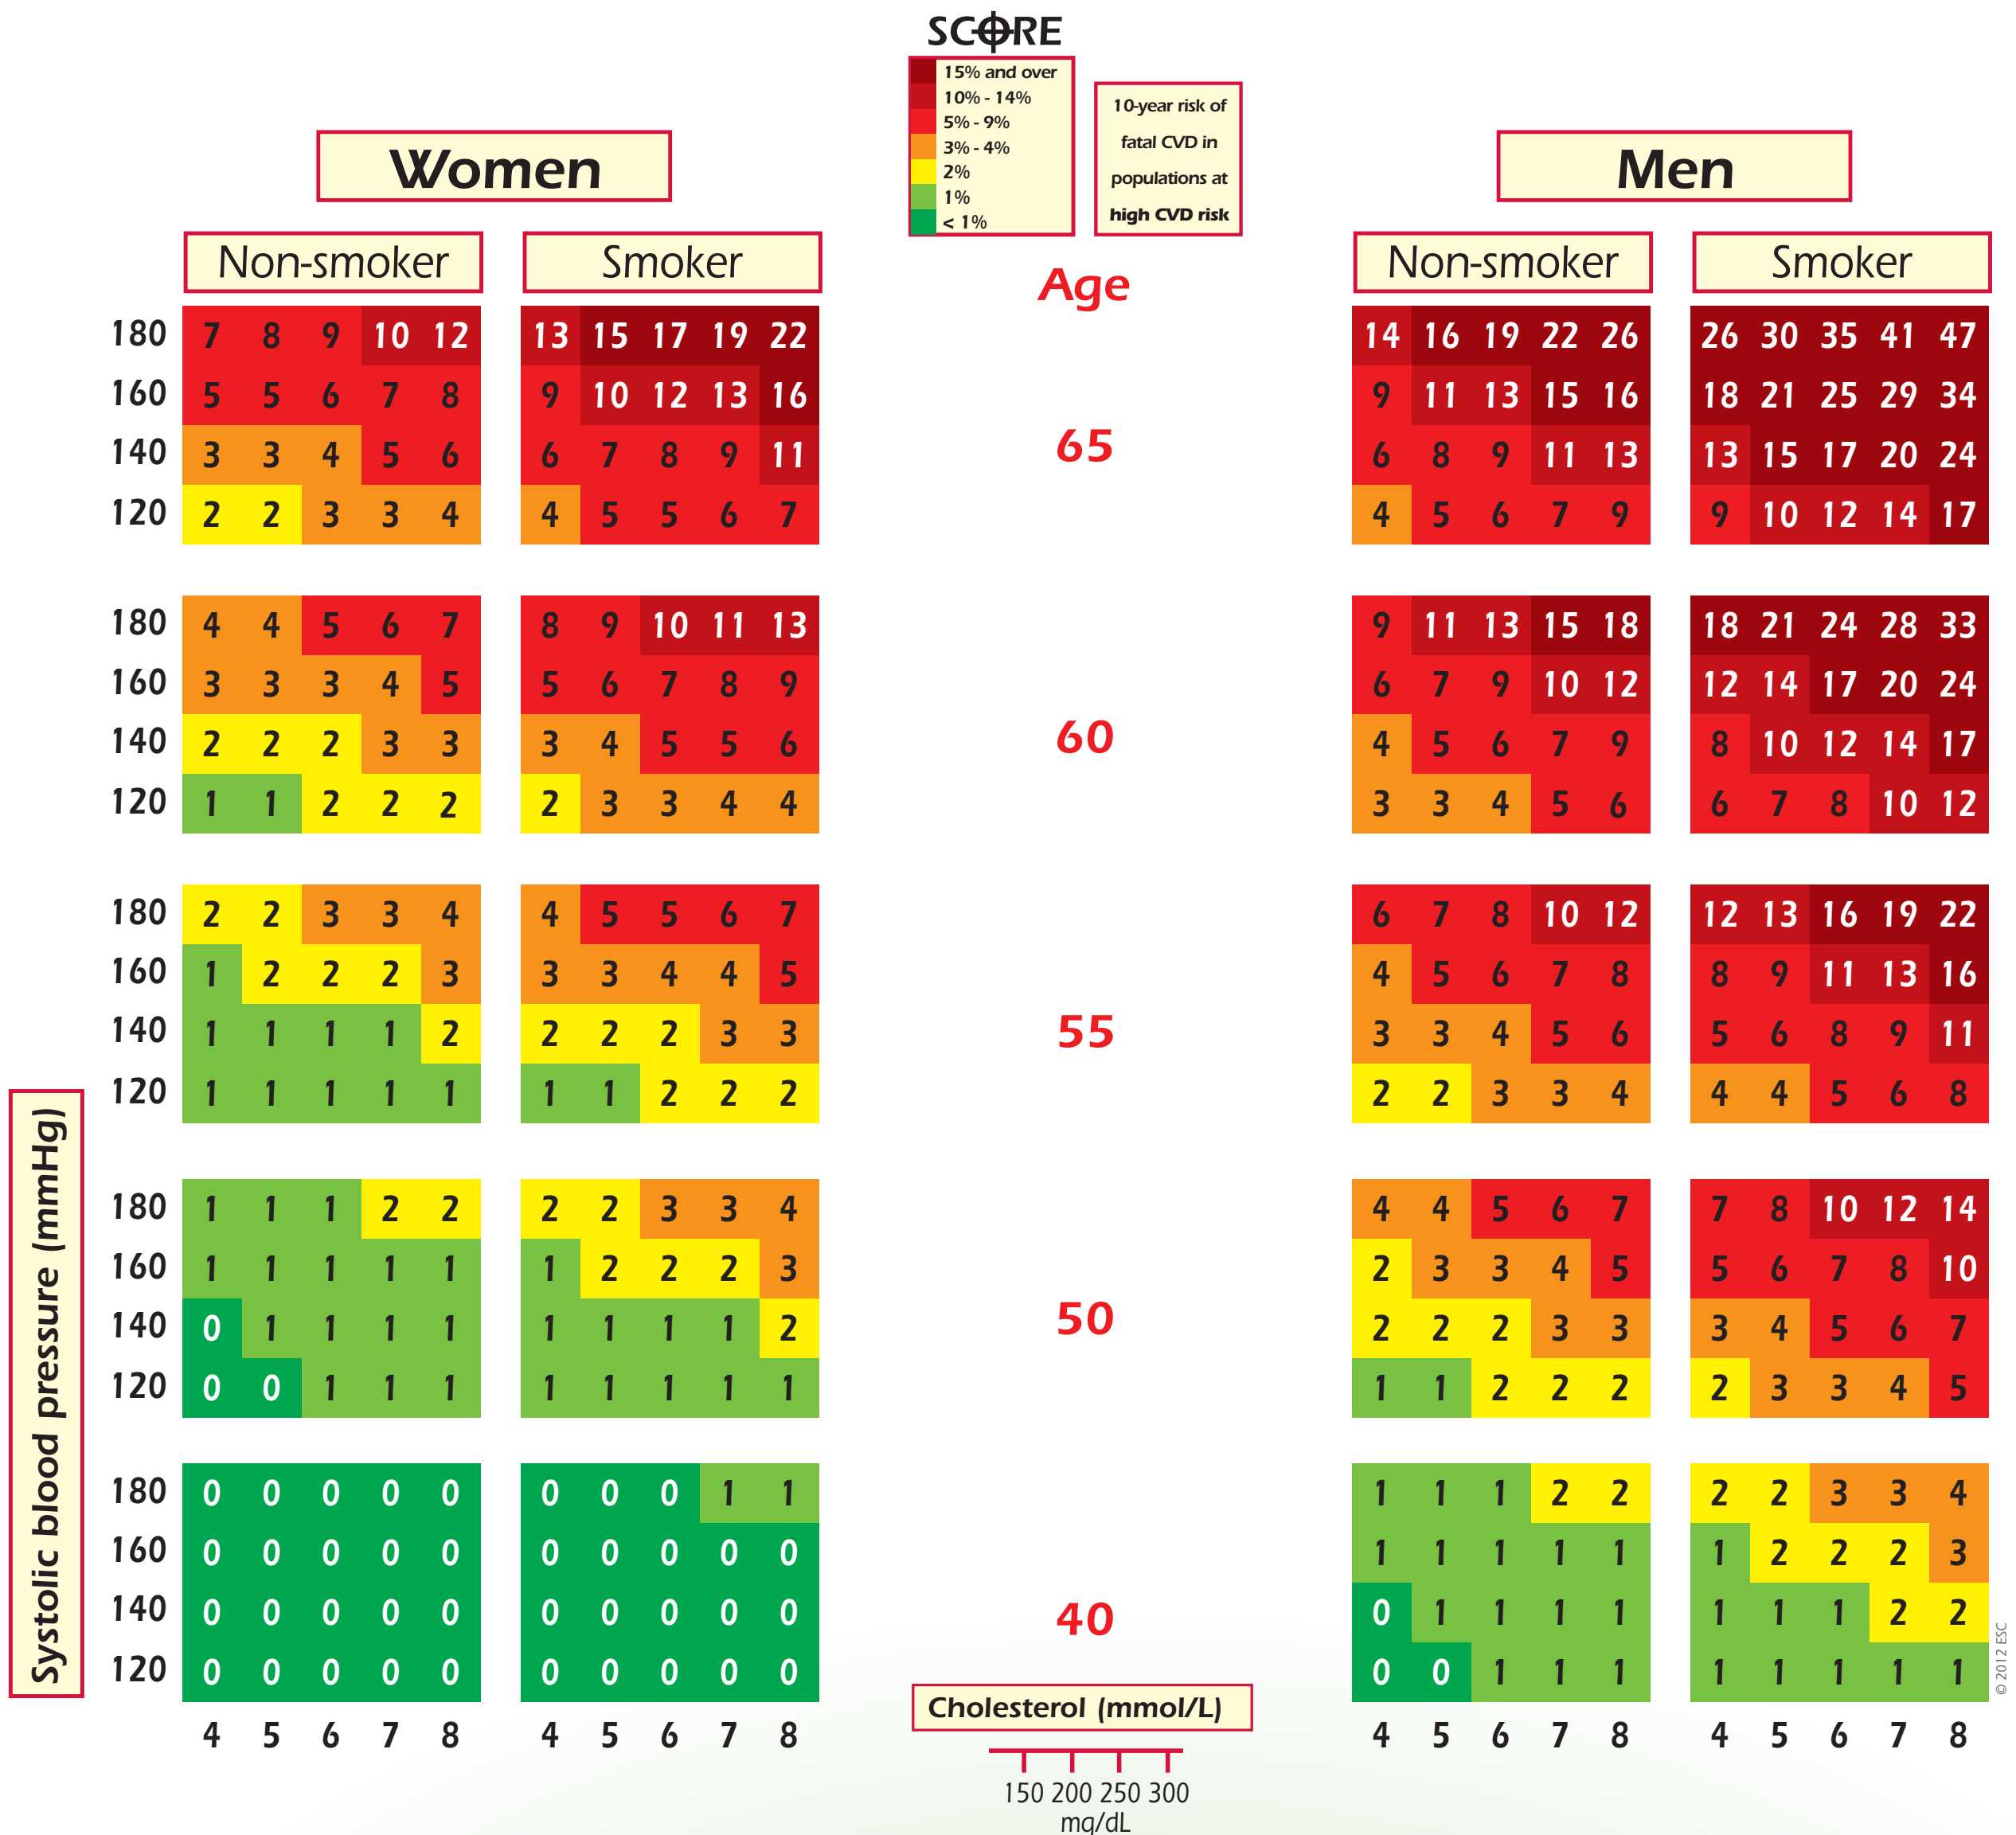 SCORE
15% and over
10% - 14%
5% - 9%
3% - 4%
2%
1%
< 1%
10-year risk of
fatal CVD in
populations at
high CVD risk
Women
Men
Non-smoker Smoker Age Non-smoker Smoker
180 7 8 9 10 12 13 15 17 19 22 14 16 19 22 26 26 30 35 41 47
160 5 5 6 7 8 9 10 12 13 16 9 11 13 15 16 18 21 25 29 34
65
140 3 3 4 5 6 6 7 8 9 11 6 8 9 11 13 13 15 17 20 24
120 2 2 3 3 4 4 5 5 6 7 4 5 6 7 9 9 10 12 14 17
180 4 4 5 6 7 8 9 10 11 13 9 11 13 15 18 18 21 24 28 33
160 3 3 3 4 5 5 6 7 8 9 6 7 9 10 12 12 14 17 20 24
60
140 2 2 2 3 3 3 4 5 5 6 4 5 6 7 9 8 10 12 14 17
120 1 1 2 2 2 2 3 3 4 4 3 3 4 5 6 6 7 8 10 12
180 2 2 3 3 4 4 5 5 6 7 6 7 8 10 12 12 13 16 19 22
160 1 2 2 2 3 3 3 4 4 5 4 5 6 7 8 8 9 11 13 16
55
140 1 1 1 1 2 2 2 2 3 3 3 3 4 5 6 5 6 8 9 11
120 1 1 1 1 1 1 1 2 2 2 2 2 3 3 4 4 4 5 6 8
180 1 1 1 2 2 2 2 3 3 4 4 4 5 6 7 7 8 10 12 14
160 1 1 1 1 1 1 2 2 2 3 2 3 3 4 5 5 6 7 8 10
50
140 0 1 1 1 1 1 1 1 1 2 2 2 2 3 3 3 4 5 6 7
120 0 0 1 1 1 1 1 1 1 1 1 1 2 2 2 2 3 3 4 5
180 0 0 0 0 0 0 0 0 1 1 1 1 1 2 2 2 2 3 3 4
160 0 0 0 0 0 0 0 0 0 0 1 1 1 1 1 1 2 2 2 3
40
140 0 0 0 0 0 0 0 0 0 0 0 1 1 1 1 1 1 1 2 2
120 0 0 0 0 0 0 0 0 0 0 0 0 1 1 1 1 1 1 1 1
4 5 6 7 8 4 5 6 7 8 4 5 6 7 8 4 5 6 7 8
Systolic blood pressure (mmHg)
Cholesterol (mmol/L)
150 200 250 300
mg/dL
© 2012 ESC